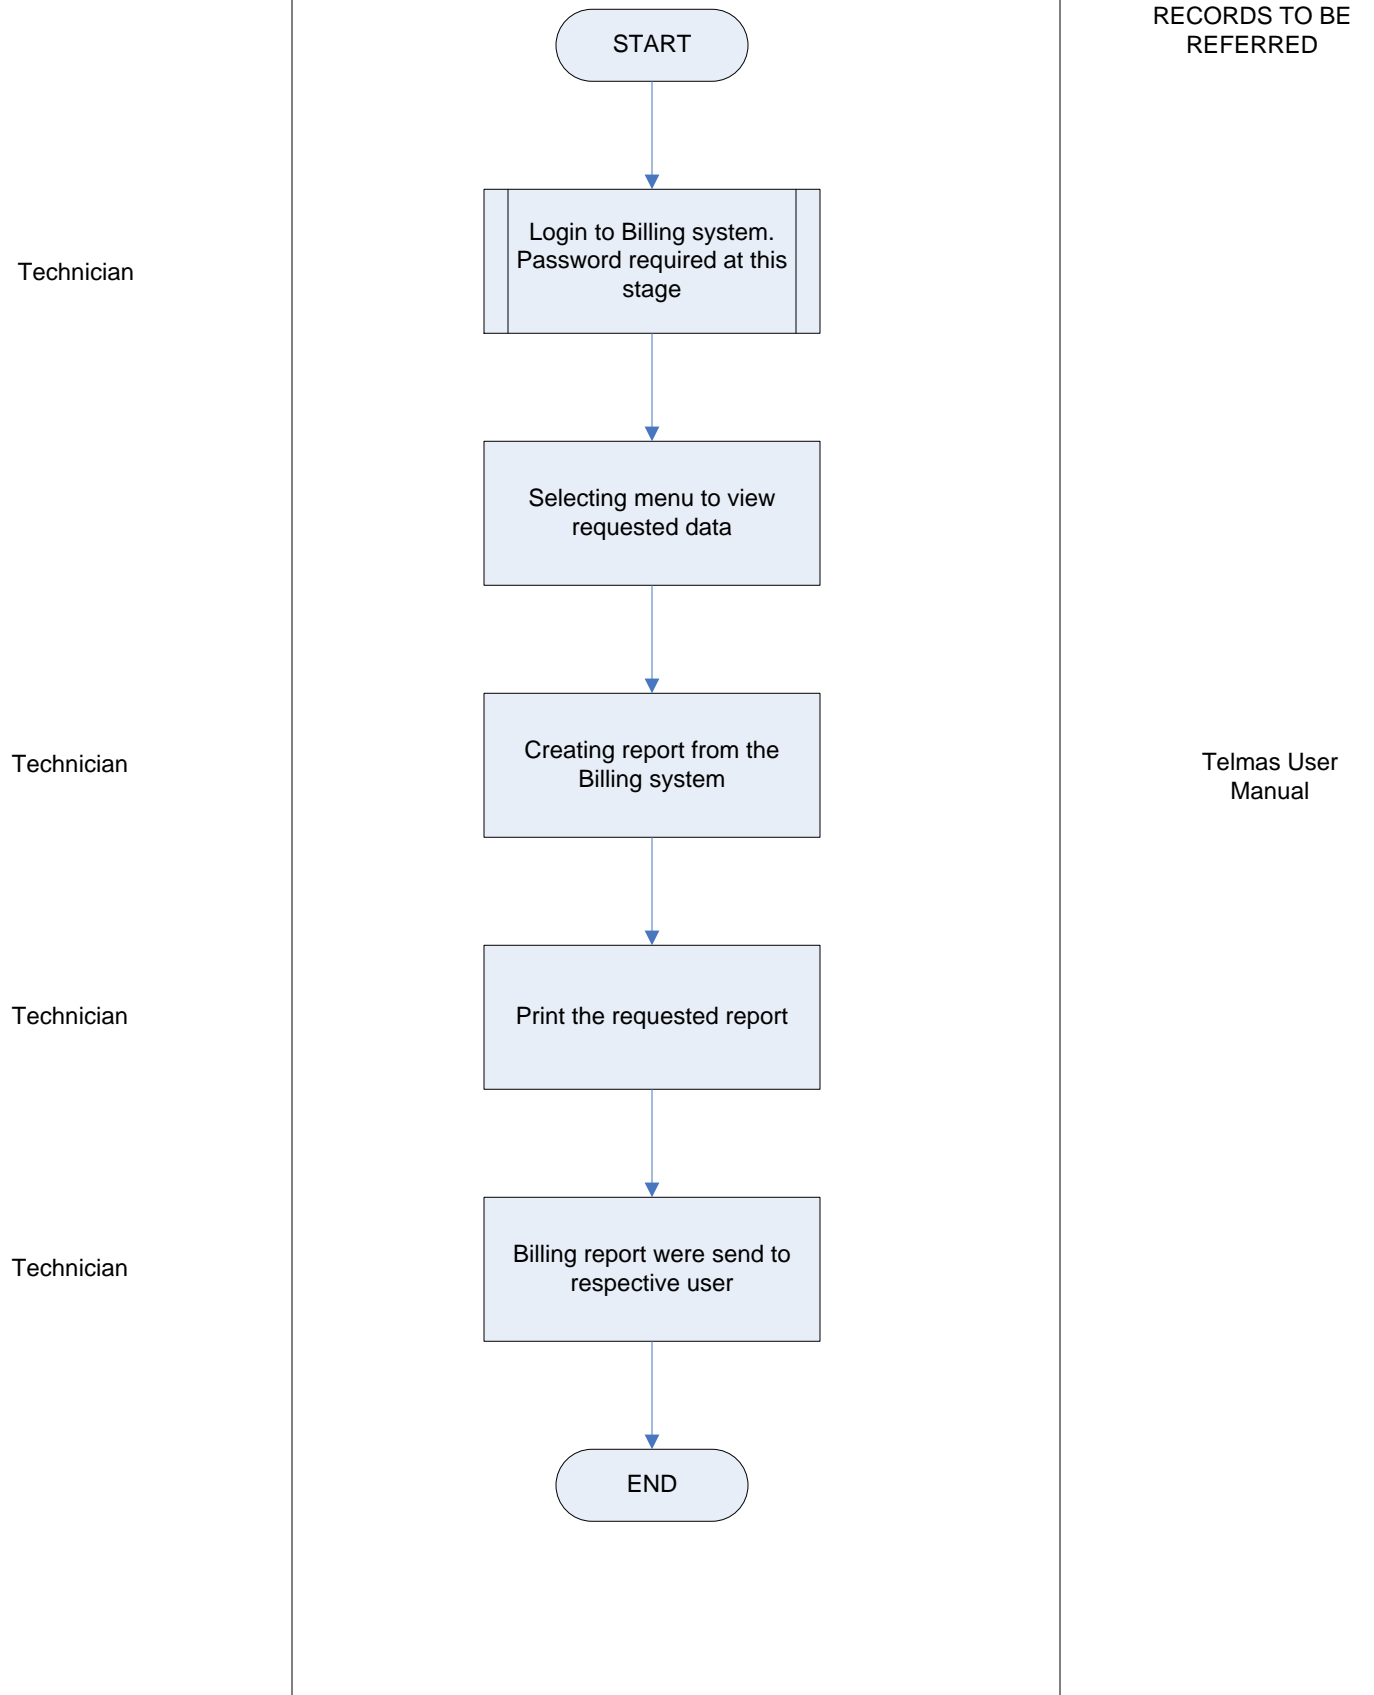 START
RECORDS TO BE
REFERRED
Technician
Login to Billing system.
Password required at this
stage
Selecting menu to view
requested data
Technician
Creating report from the
Billing system
Telmas User
Manual
Technician
Print the requested report
Technician
Billing report were send to
respective user
END